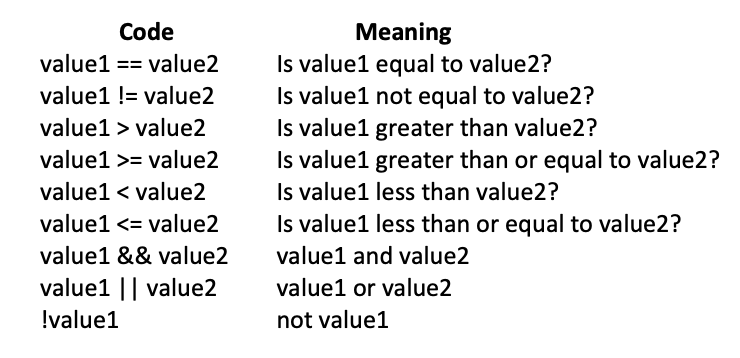 Code Meaning
value1 == value2 Is value1 equal to value2?
value1 != value2 Is value1 not equal to value2?
value1 > value2 Is value1 greater than value2?
value1 >= value2 Is value1 greater than or equal to value2?
value1 < value2 Is value1 less than value2?
value1 <= value2 Is value1 less than or equal to value2?
value1 && value2 value1 and value2
value1 || value2 value1 or value2
!value1 not value1